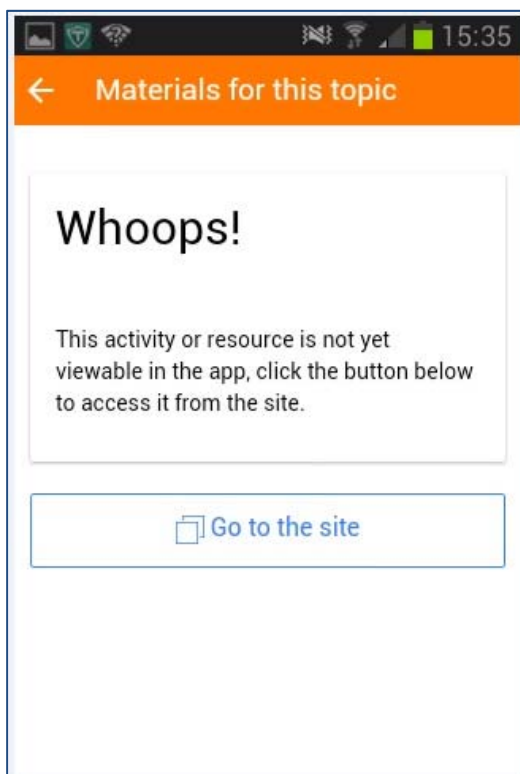 15:35
Materials for this topic
Whoops!
This activity or resource is not yet
viewable in the app, click the button below
to access it from the site.
Go to the site